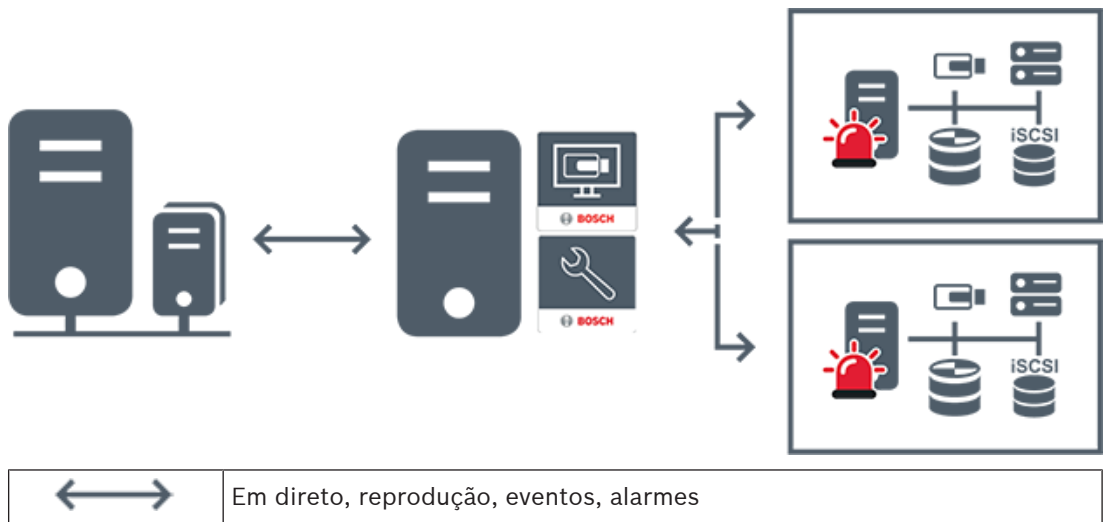 iSCSI
BOSCH
BOSCH
iSCSI
Em direto, reprodução, eventos, alarmes